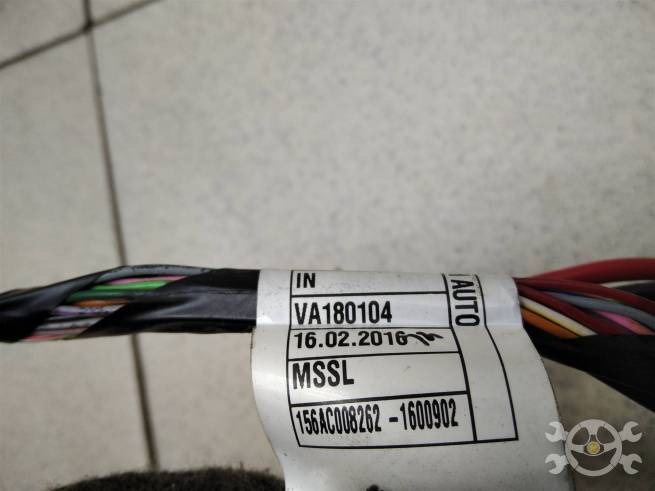 IN
VA180104
16.02.2016
MSSL
156AC008262 -1600902
AUTO